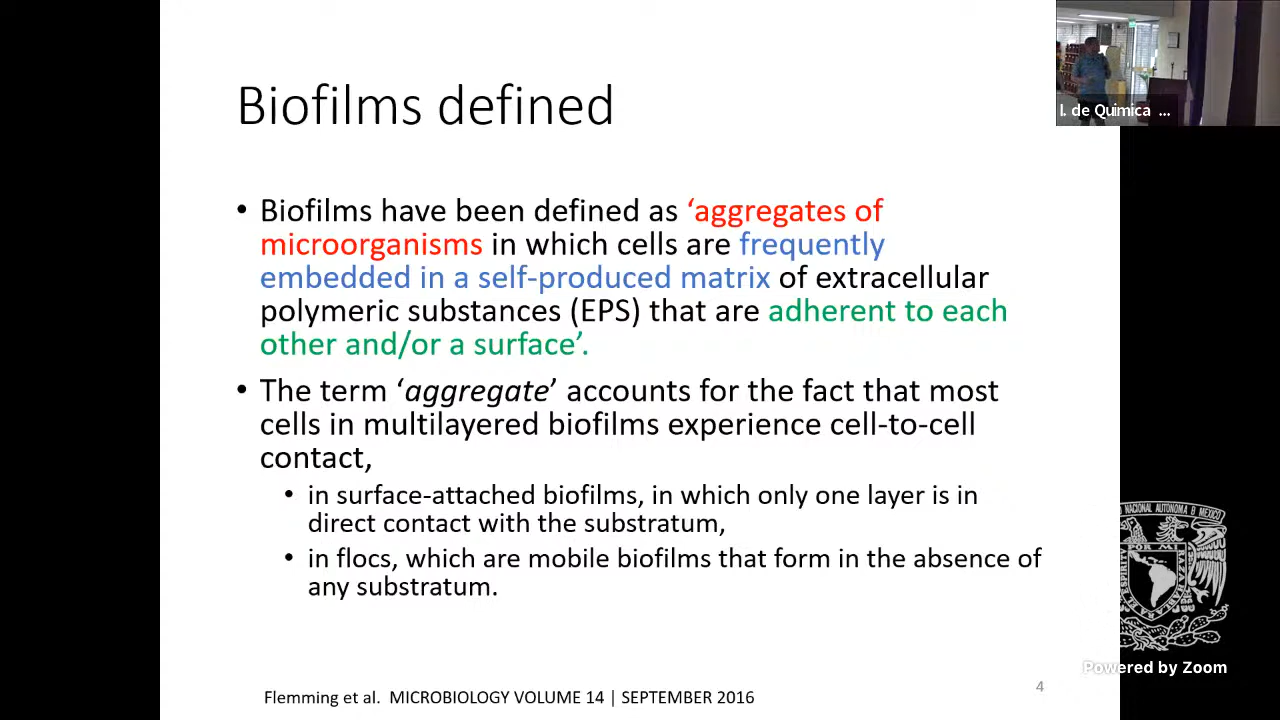 I. de Química ...
Biofilms defined
• Biofilms have been defined as ‘aggregates of
microorganisms in which cells are frequently
embedded in a self-produced matrix of extracellular
polymeric substances (EPS) that are adherent to each
other and/or a surface’.
• The term ‘aggregate’ accounts for the fact that most
cells in multilayered biofilms experience cell-to-cell
contact,
• in surface-attached biofilms, in which only one layer is in
direct contact with the substratum,
• in flocs, which are mobile biofilms that form in the absence of
any substratum.
Powered by Zoom
4
Flemming et al. MICROBIOLOGY VOLUME 14 | SEPTEMBER 2016